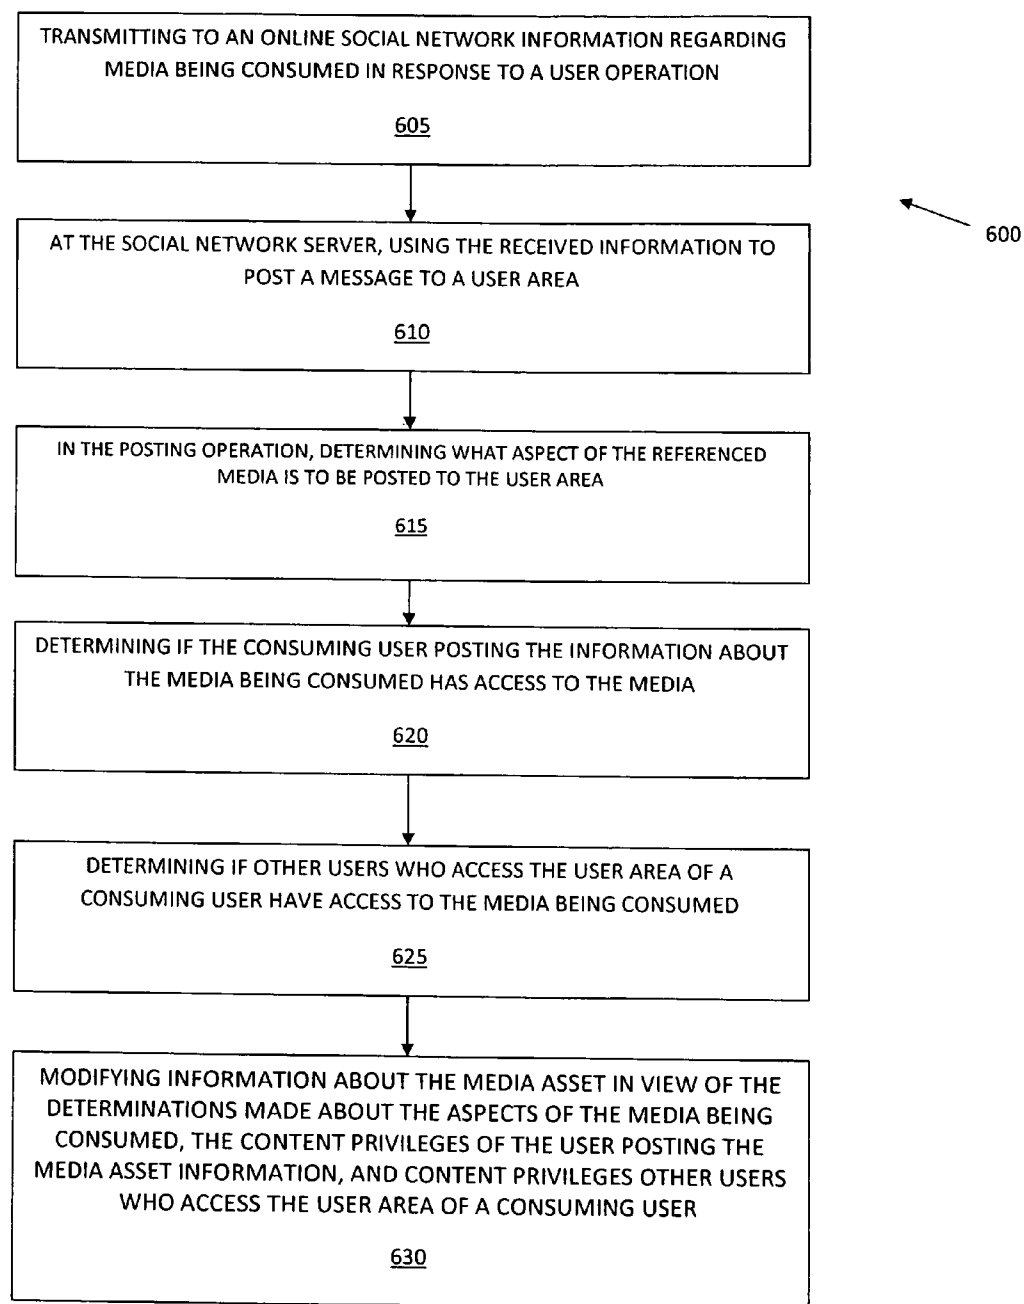 TRANSMITTING TO AN ONLINE SOCIAL NETWORK INFORMATION REGARDING
MEDIA BEING CONSUMED IN RESPONSE TO A USER OPERATION
605
600
AT THE SOCIAL NETWORK SERVER, USING THE RECEIVED INFORMATION TO
POST A MESSAGE TO A USER AREA
610
IN THE POSTING OPERATION, DETERMINING WHAT ASPECT OF THE REFERENCED
MEDIA IS TO BE POSTED TO THE USER AREA
615
DETERMINING IF THE CONSUMING USER POSTING THE INFORMATION ABOUT
THE MEDIA BEING CONSUMED HAS ACCESS TO THE MEDIA
620
DETERMINING IF OTHER USERS WHO ACCESS THE USER AREA OF A
CONSUMING USER HAVE ACCESS TO THE MEDIA BEING CONSUMED
625
MODIFYING INFORMATION ABOUT THE MEDIA ASSET IN VIEW OF THE
DETERMINATIONS MADE ABOUT THE ASPECTS OF THE MEDIA BEING
CONSUMED, THE CONTENT PRIVILEGES OF THE USER POSTING THE
MEDIA ASSET INFORMATION, AND CONTENT PRIVILEGES OTHER USERS
WHO ACCESS THE USER AREA OF A CONSUMING USER
630